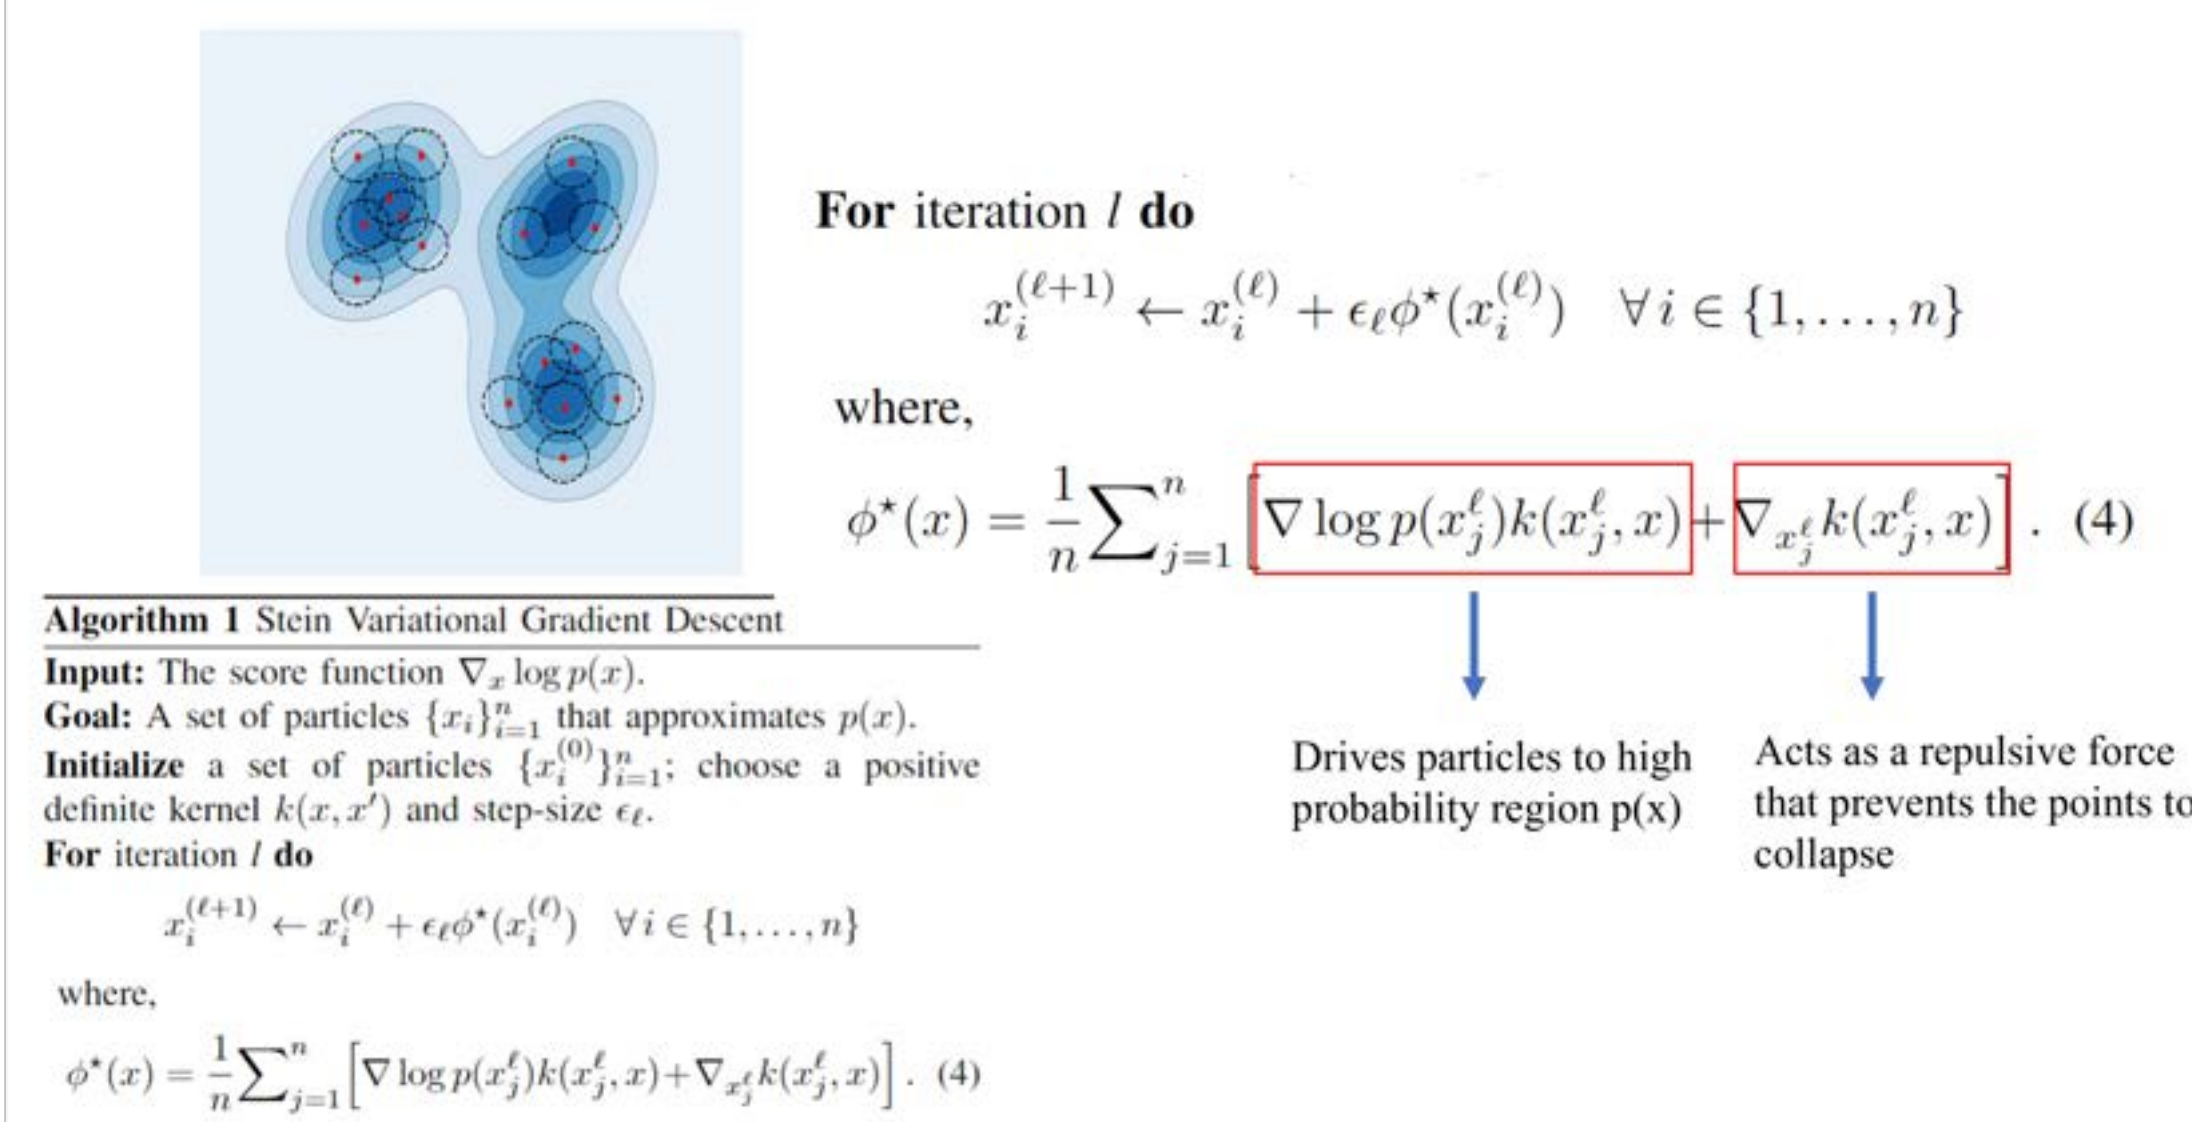 For iteration l do
x_i^{(ℓ+1)} ← x_i^{(ℓ)} + ϵ_ℓ ϕ*(x_i^{(ℓ)}) ∀ i ∈ {1, . . . , n}
where,
ϕ*(x) = 1/n ∑_{j=1}^{n} [∇ log p(x_j^ℓ)k(x_j^ℓ, x) + ∇_{x_j^ℓ} k(x_j^ℓ, x)] . (4)
Drives particles to high
probability region p(x)
Acts as a repulsive force
that prevents the points to
collapse
Algorithm 1 Stein Variational Gradient Descent
Input: The score function ∇_x log p(x).
Goal: A set of particles {x_i}_{i=1}^n that approximates p(x).
Initialize a set of particles {x_i^{(0)}}_{i=1}^n; choose a positive
definite kernel k(x, x′) and step-size ϵ_ℓ.
For iteration l do
x_i^{(ℓ+1)} ← x_i^{(ℓ)} + ϵ_ℓ ϕ*(x_i^{(ℓ)}) ∀ i ∈ {1, . . . , n}
where,
ϕ*(x) = 1/n ∑_{j=1}^{n} [∇ log p(x_j^ℓ)k(x_j^ℓ, x) + ∇_{x_j^ℓ} k(x_j^ℓ, x)] . (4)